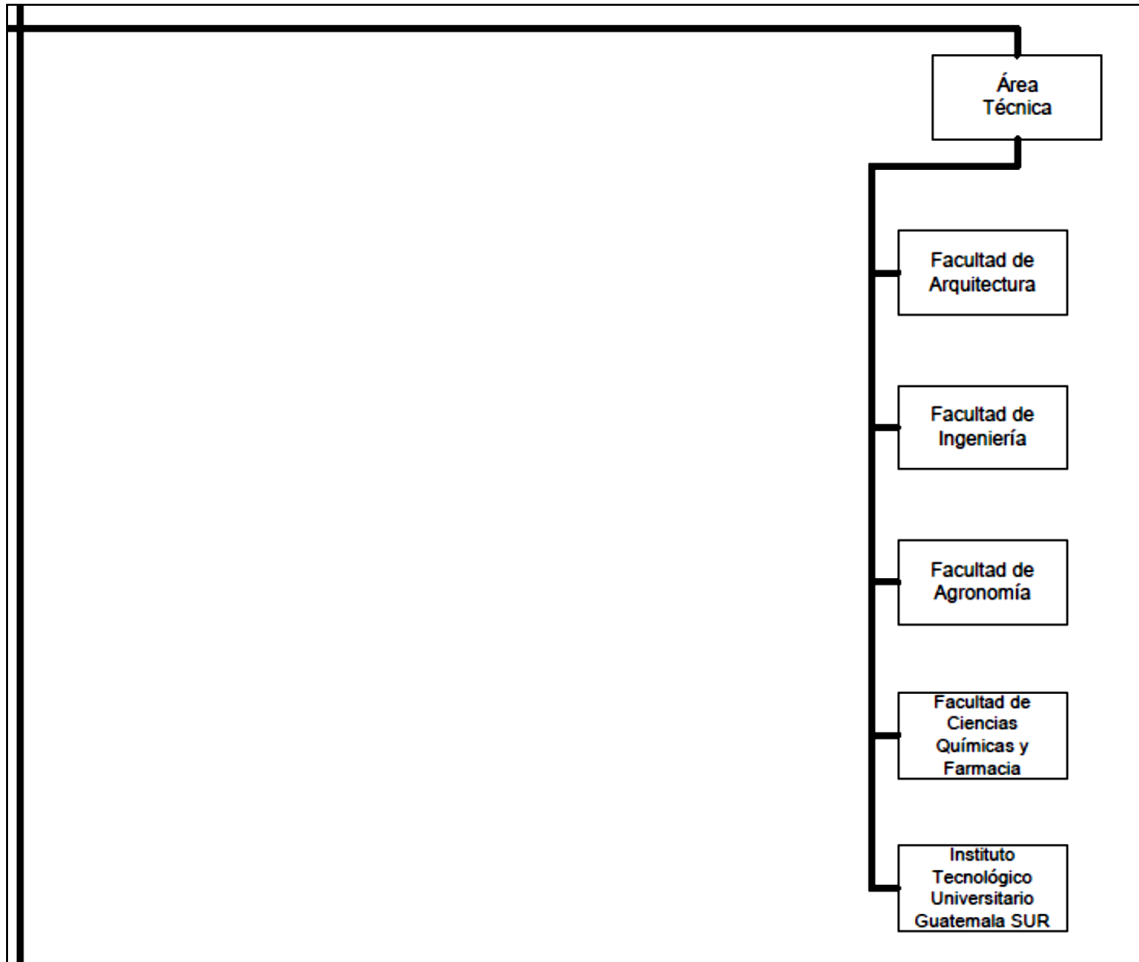 Área
Técnica
Facultad de
Arquitectura
Facultad de
Ingeniería
Facultad de
Agronomía
Facultad de
Ciencias
Químicas y
Farmacia
Instituto
Tecnológico
Universitario
Guatemala SUR